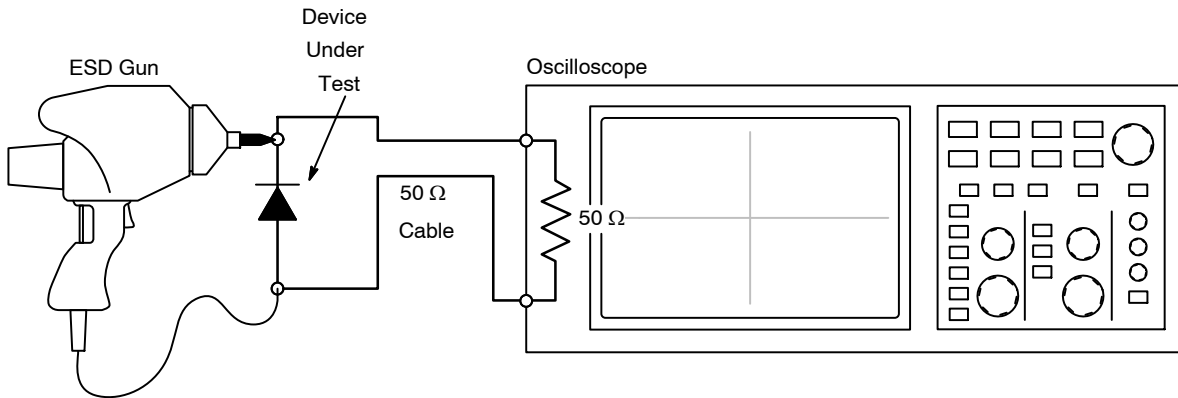 Device
Under
Test
ESD Gun
Oscilloscope
50 Ω
Cable
50 Ω